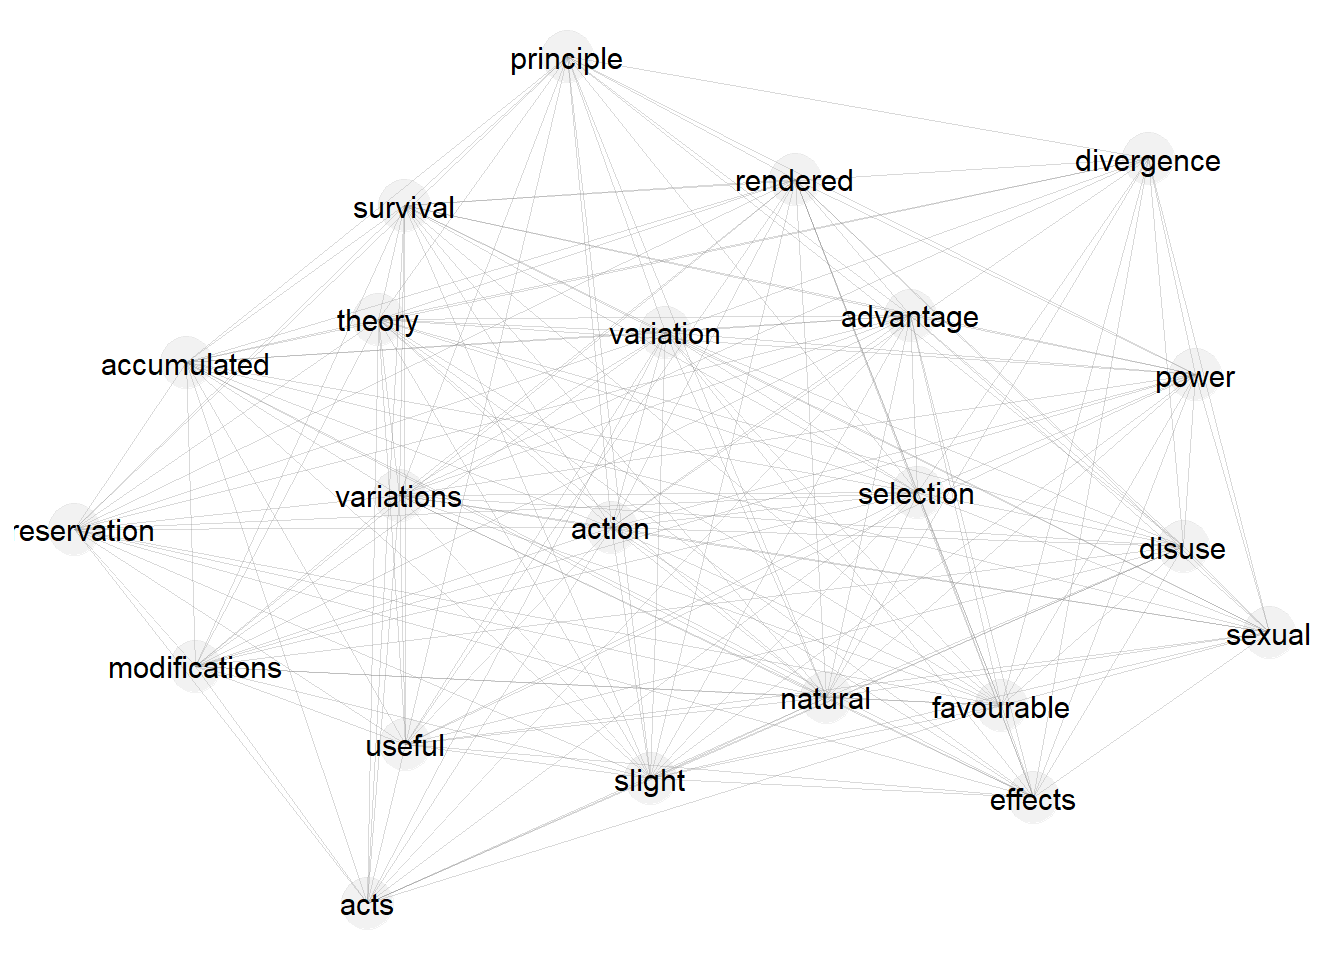 principle
divergence
rendered
survival
theory
variation
advantage
accumulated
power
variations
selection
reservation
action
disuse
sexual
modifications
natural
favourable
useful
slight
effects
acts